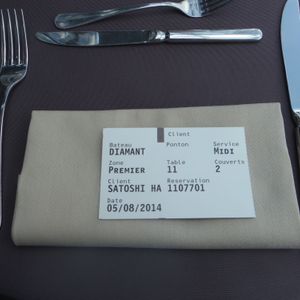 Client
Bateau Ponton Service
DIAMANT MIDI
Zone Table Couverts
PREMIER 11 2
Client Reservation
SATOSHI HA 1107701
Date
05/08/2014